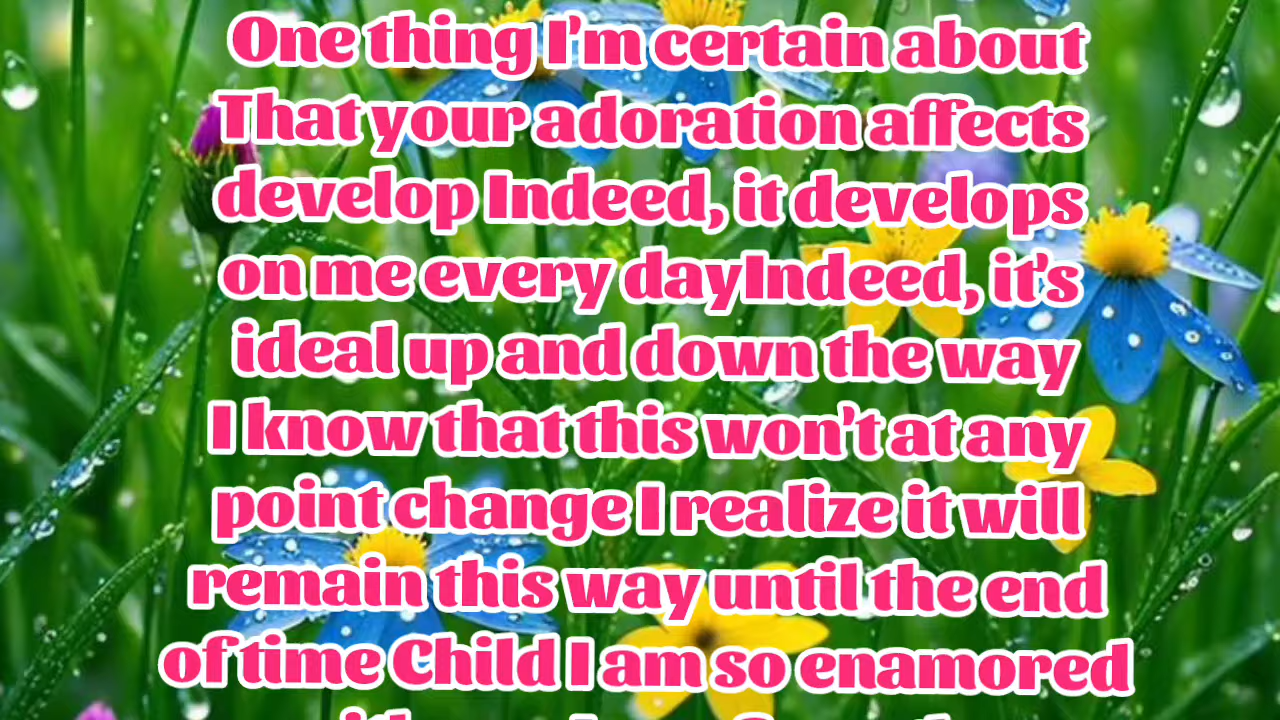 One thing I'm certain about
That your adoration affects
develop Indeed, it develops
on me every dayIndeed, it's
ideal up and down the way
I know that this won't at any
point change I realize it will
remain this way until the end
of time Child I am so enamored